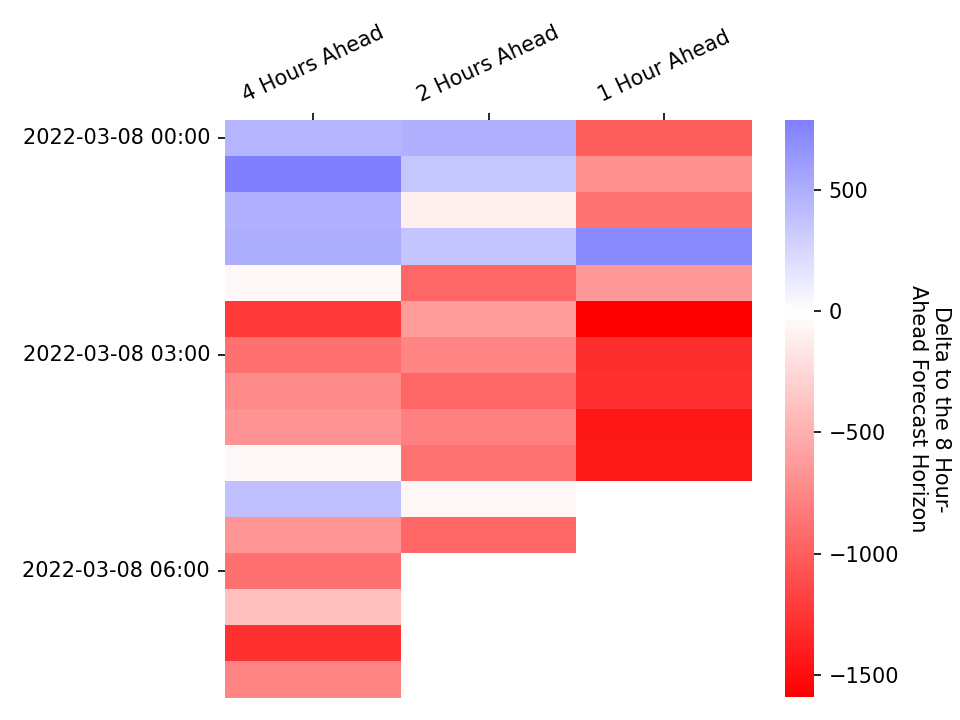 4 Hours Ahead
2 Hours Ahead
1 Hour Ahead
2022-03-08 00:00
2022-03-08 03:00
2022-03-08 06:00
500
0
−500
−1000
−1500
Delta to the 8 Hour-
Ahead Forecast Horizon